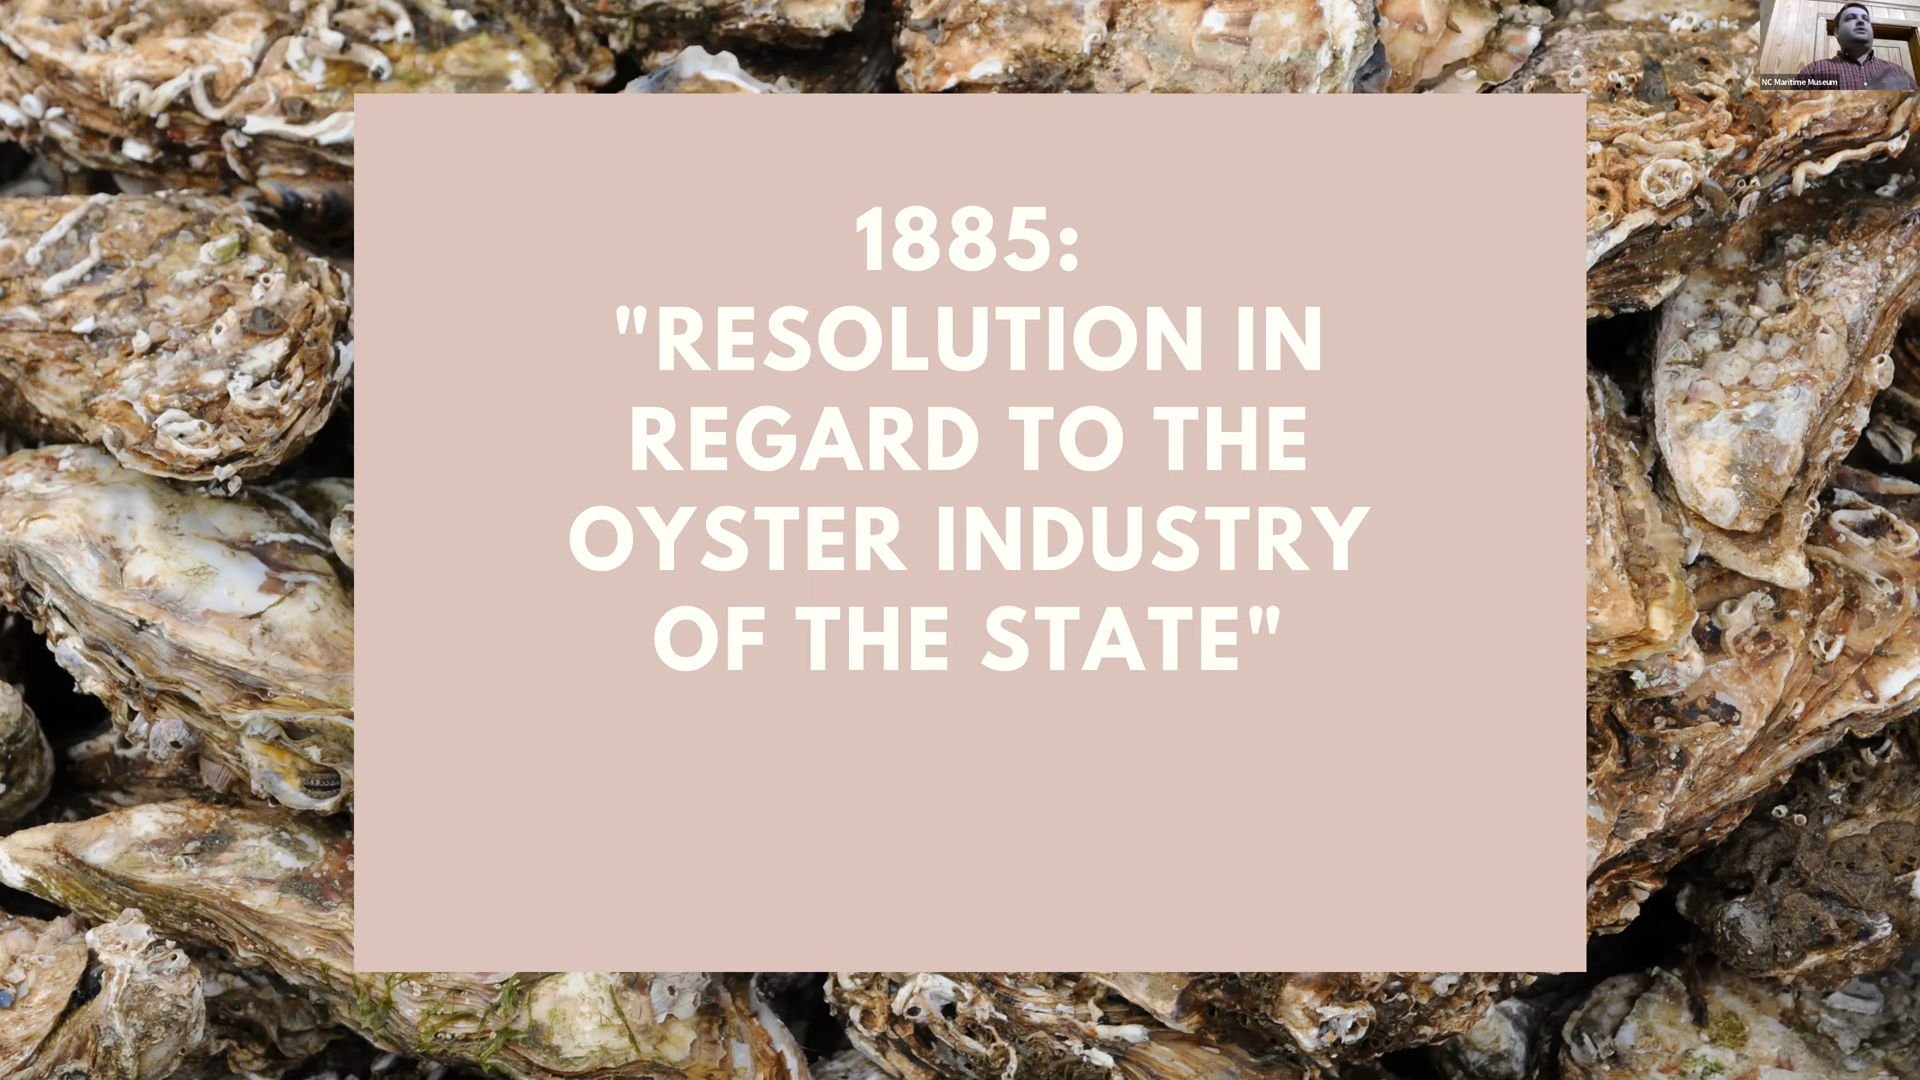 1885:
"RESOLUTION IN
REGARD TO THE
OYSTER INDUSTRY
OF THE STATE"
NC Maritime Museum